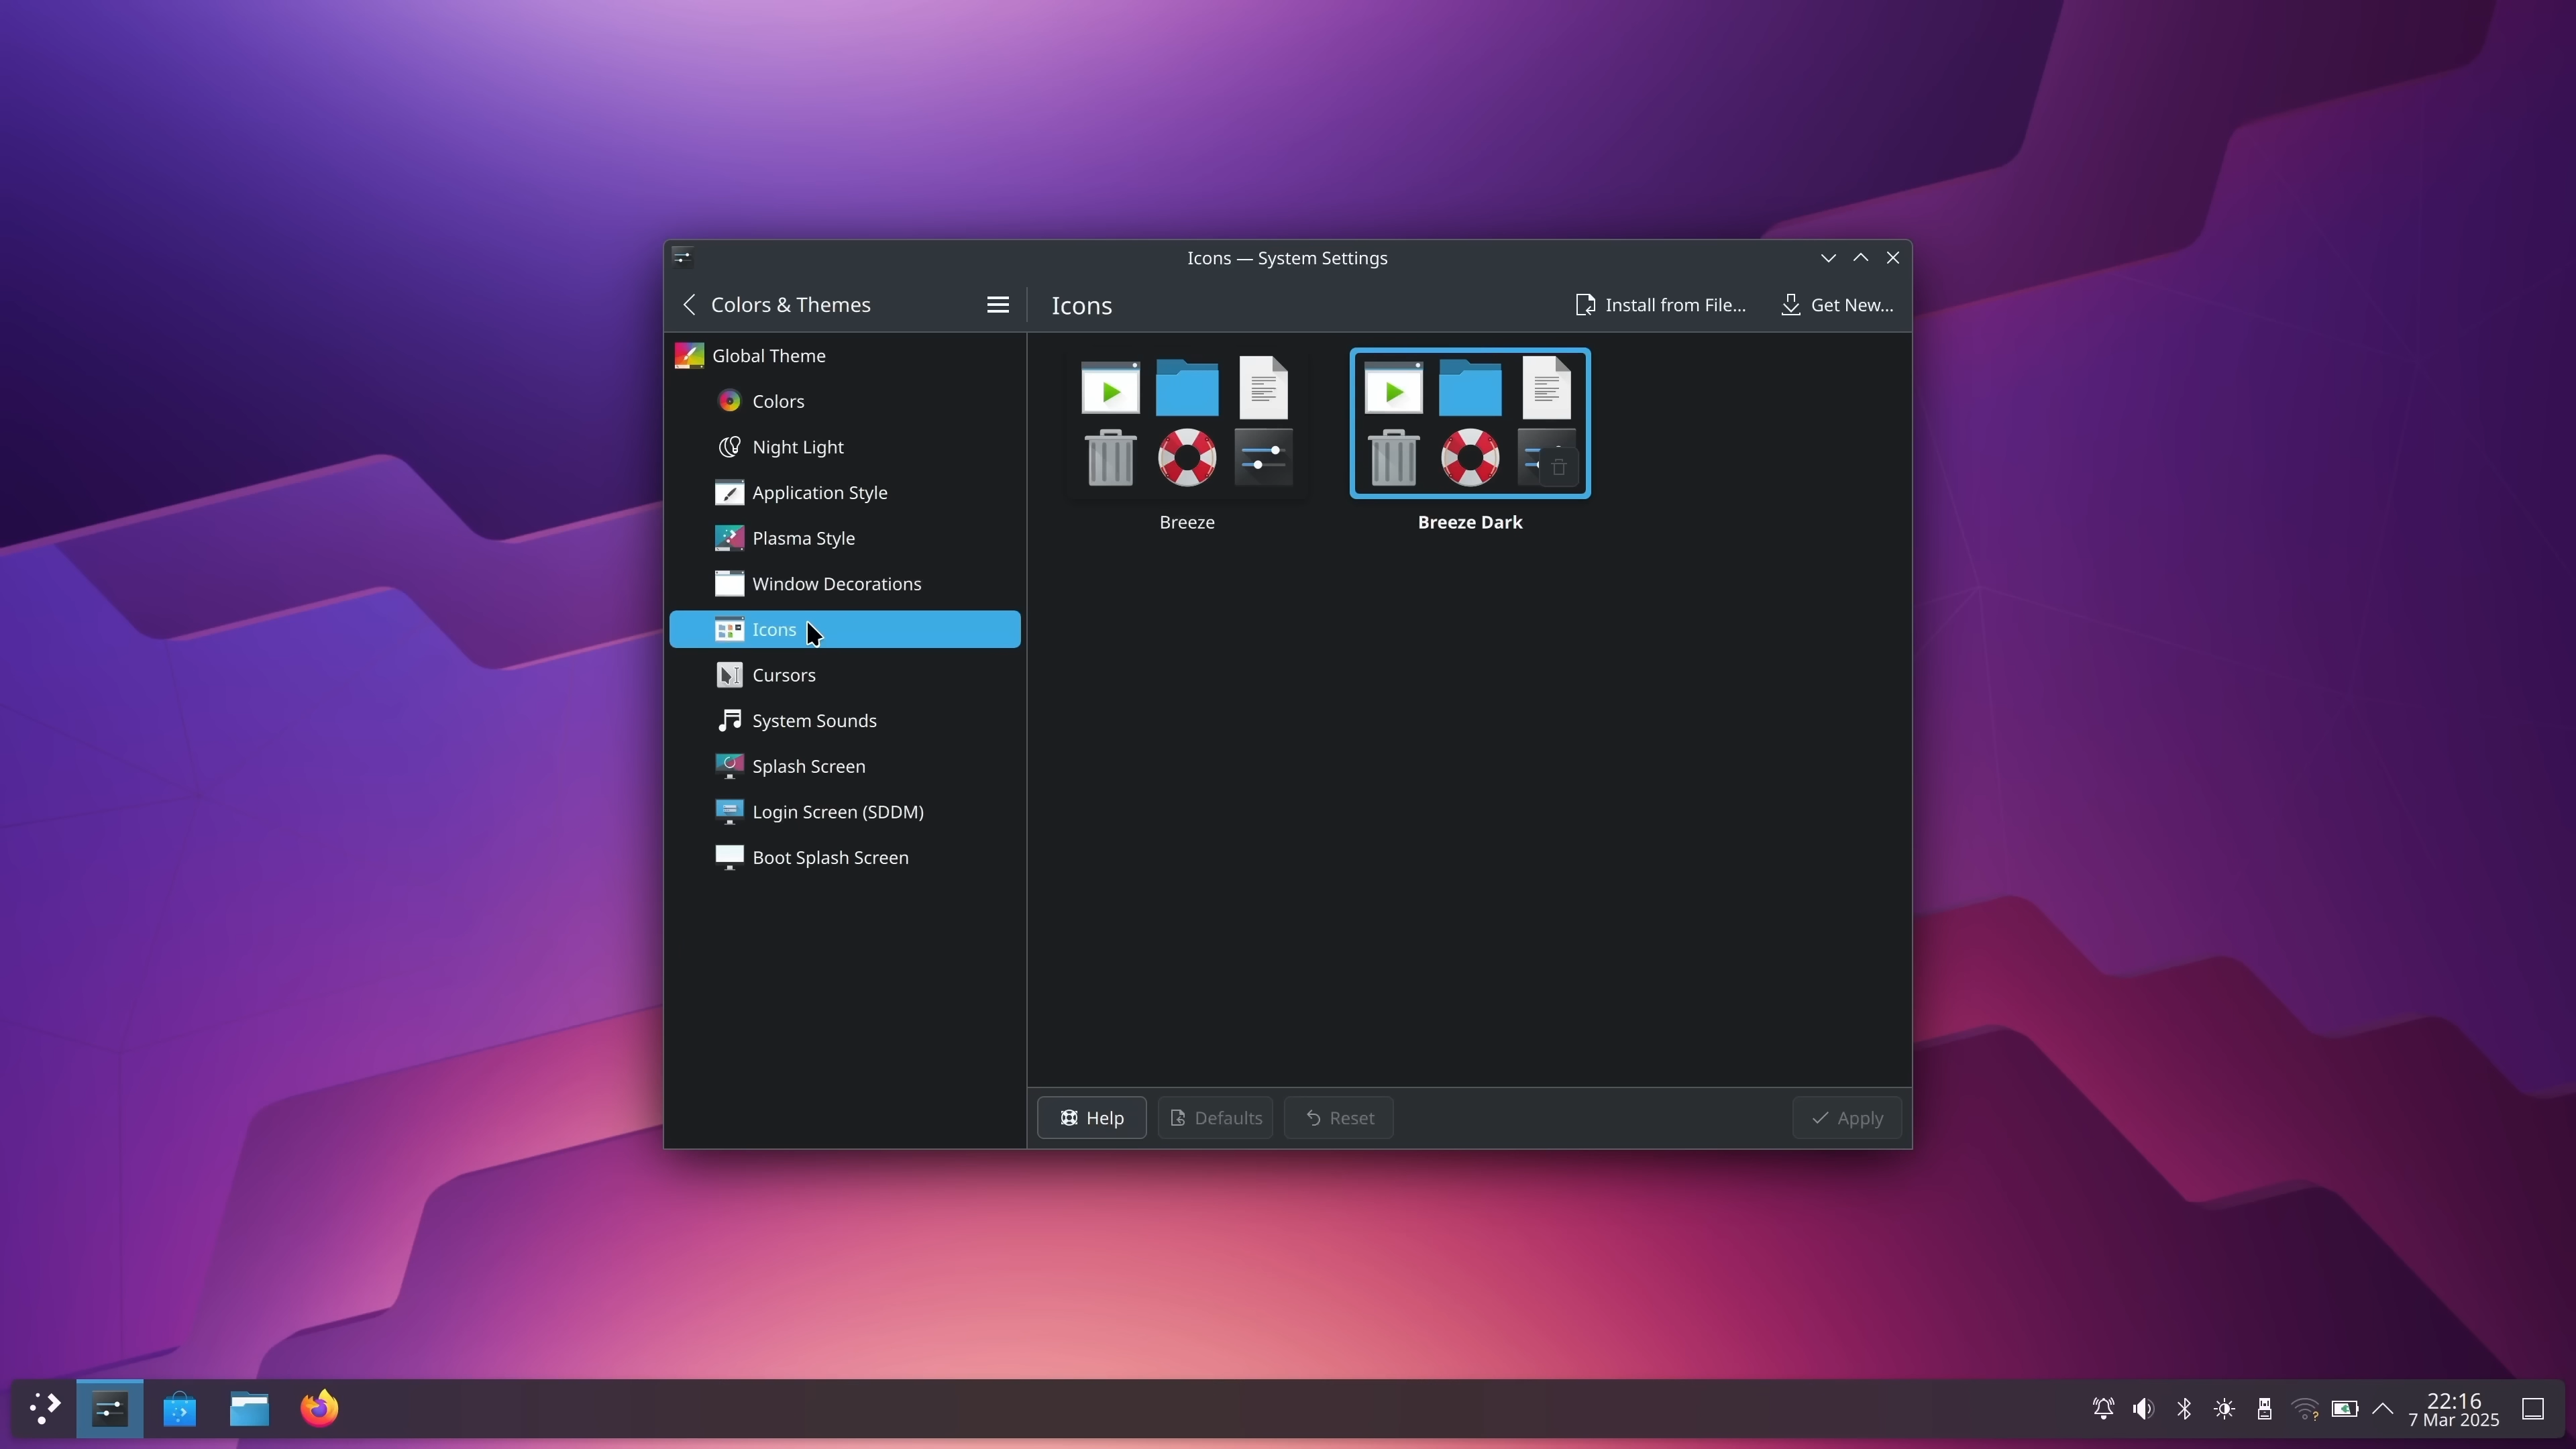 Icons — System Settings
Colors & Themes
Icons
Install from File...
Get New...
Global Theme
Colors
Night Light
Application Style
Plasma Style
Window Decorations
Icons
Cursors
System Sounds
Splash Screen
Login Screen (SDDM)
Boot Splash Screen
Breeze
Breeze Dark
Help
Defaults
Reset
Apply
22:16
7 Mar 2025